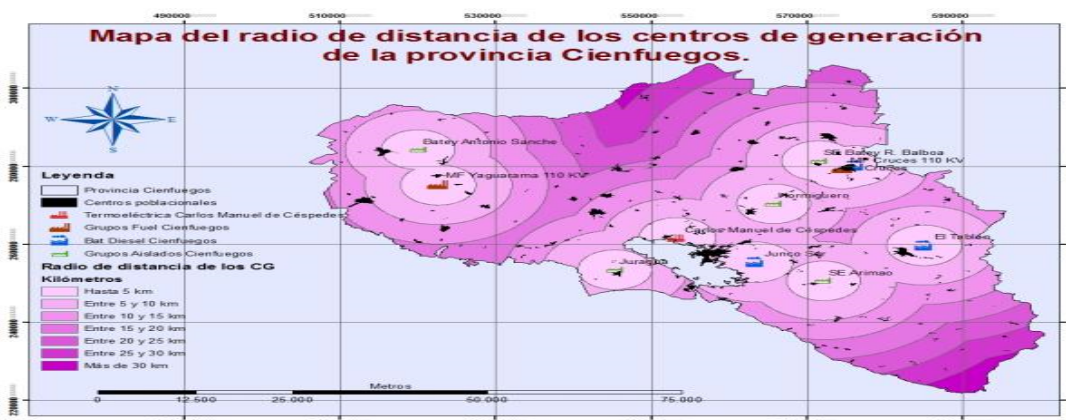 490000 510000 530000 550000 570000 590000
Mapa del radio de distancia de los centros de generación
de la provincia Cienfuegos.
N
W E
S
Batey Antonio Sanche
MF Yaguarama 110 KV
SE Batey R. Balboa
MF Cruces 110 KV
Cruces
Hormiguero
Carlos Manuel de Céspedes
El Tablón
Junco Sur
Juragua
SE Arimao
Leyenda
Provincia Cienfuegos
Centros poblacionales
Termoeléctrica Carlos Manuel de Céspedes
Grupos Fuel Cienfuegos
Bat Diesel Cienfuegos
Grupos Aislados Cienfuegos
Radio de distancia de los CG
Kilómetros
Hasta 5 km
Entre 5 y 10 km
Entre 10 y 15 km
Entre 15 y 20 km
Entre 20 y 25 km
Entre 25 y 30 km
Más de 30 km
Metros
0 12.500 25.000 50.000 75.000